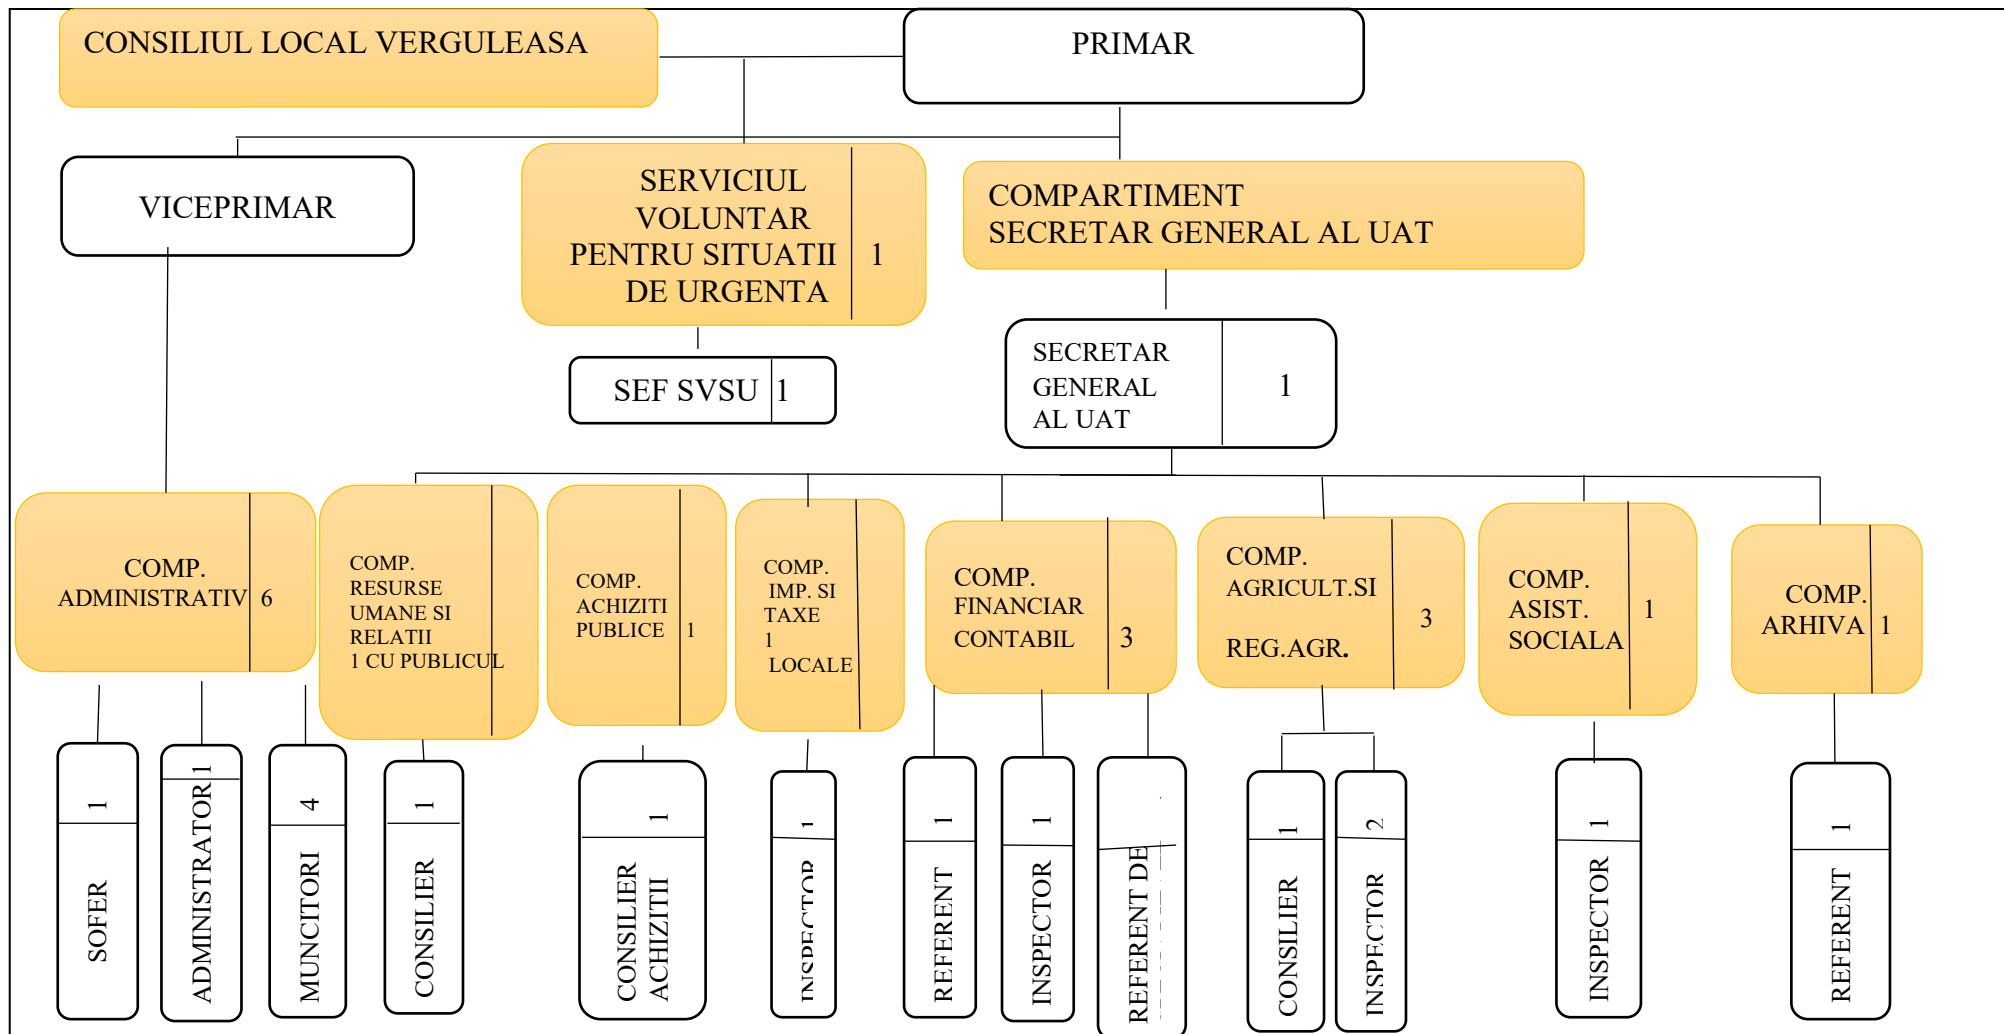 CONSILIUL LOCAL VERGULEASA
PRIMAR
VICEPRIMAR
SERVICIUL
VOLUNTAR
PENTRU SITUATII
DE URGENTA
1
COMPARTIMENT
SECRETAR GENERAL AL UAT
SEF SVSU 1
SECRETAR
GENERAL
AL UAT
1
COMP.
ADMINISTRATIV 6
COMP.
RESURSE
UMANE SI
RELATII
1 CU PUBLICUL
COMP.
ACHIZITI
PUBLICE 1
COMP.
IMP. SI
TAXE
1
LOCALE
COMP.
FINANCIAR
CONTABIL 3
COMP.
AGRICULT.SI
3
REG.AGR.
COMP.
ASIST. 1
SOCIALA
COMP.
ARHIVA 1
SOFER 1
ADMINISTRATOR 1
MUNCITORI 4
CONSILIER 1
CONSILIER
ACHIZITII
1
INSPECTOR 1
REFERENT 1
INSPECTOR 1
REFERENT DE
CONSILIER 1
INSPECTOR 2
INSPECTOR 1
REFERENT 1